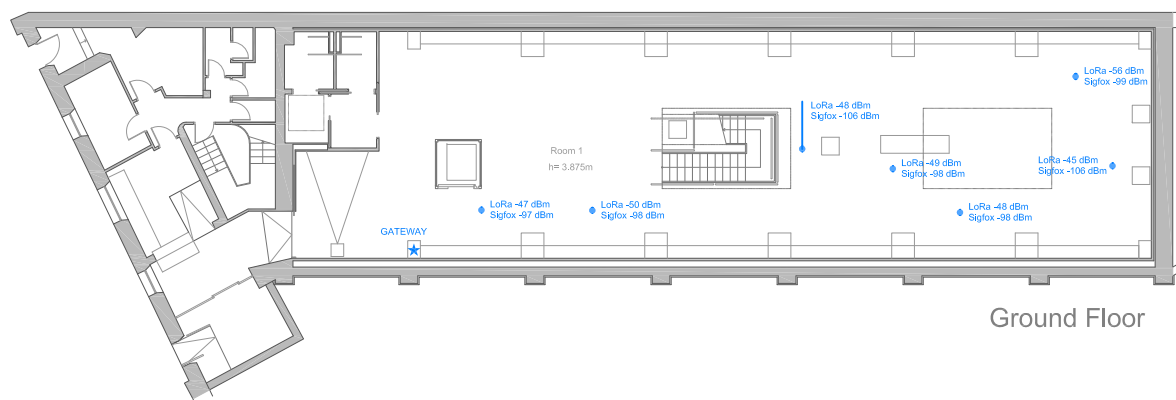 LoRa -56 dBm
Sigfox -99 dBm
LoRa -48 dBm
Sigfox -106 dBm
Room 1
h= 3.875m
LoRa -49 dBm
Sigfox -98 dBm
LoRa -45 dBm
Sigfox -106 dBm
LoRa -47 dBm
Sigfox -97 dBm
LoRa -50 dBm
Sigfox -98 dBm
LoRa -48 dBm
Sigfox -98 dBm
GATEWAY
Ground Floor